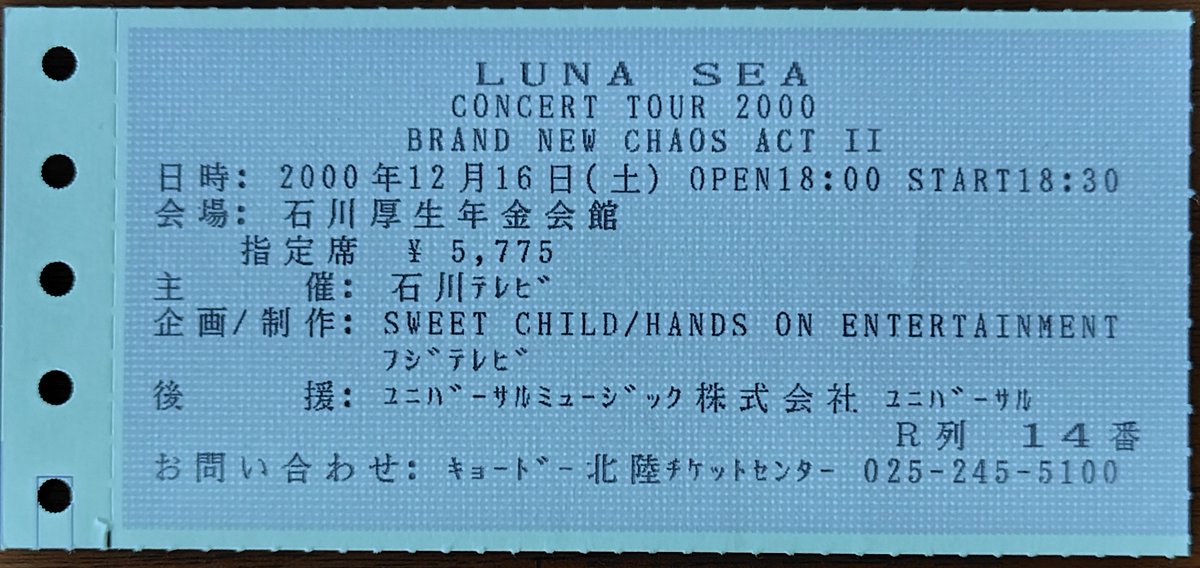 LUNA SEA
CONCERT TOUR 2000
BRAND NEW CHAOS ACT II
日時: 2000年12月16日(土) OPEN18:00 START18:30
会場: 石川厚生年金会館
指定席 ¥ 5,775
主催: 石川ﾃﾚﾋﾞ
企画/制作: SWEET CHILD/HANDS ON ENTERTAINMENT
ﾌｼﾞﾃﾚﾋﾞ
後援: ﾕﾆﾊﾞｰｻﾙﾐｭｰｼﾞｯｸ株式会社 ﾕﾆﾊﾞｰｻﾙ
R列 14番
お問い合わせ: ｷｮｰﾄﾞｰ北陸ﾁｹｯﾄｾﾝﾀｰ 025-245-5100